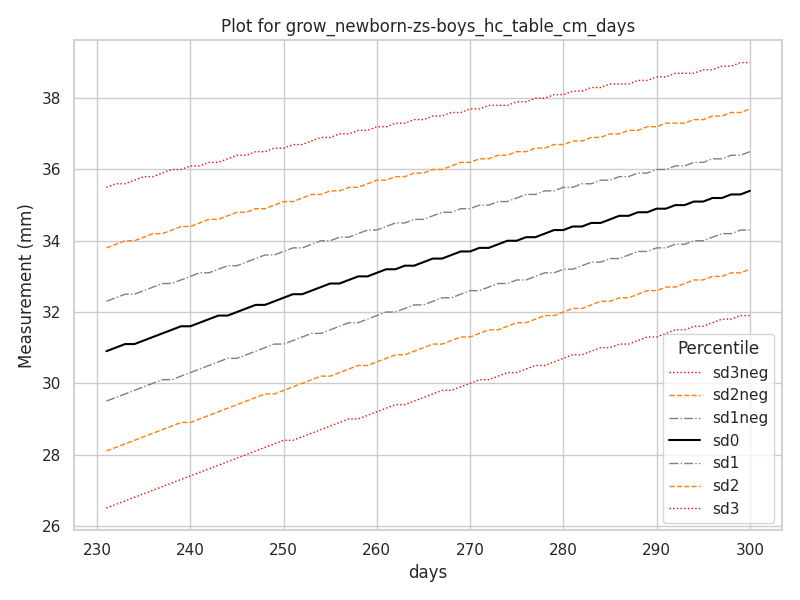 Plot for grow_newborn-zs-boys_hc_table_cm_days
Measurement (mm)
38
36
34
32
30
28
26
230 240 250 260 270 280 290 300
days
Percentile
sd3neg
sd2neg
sd1neg
sd0
sd1
sd2
sd3